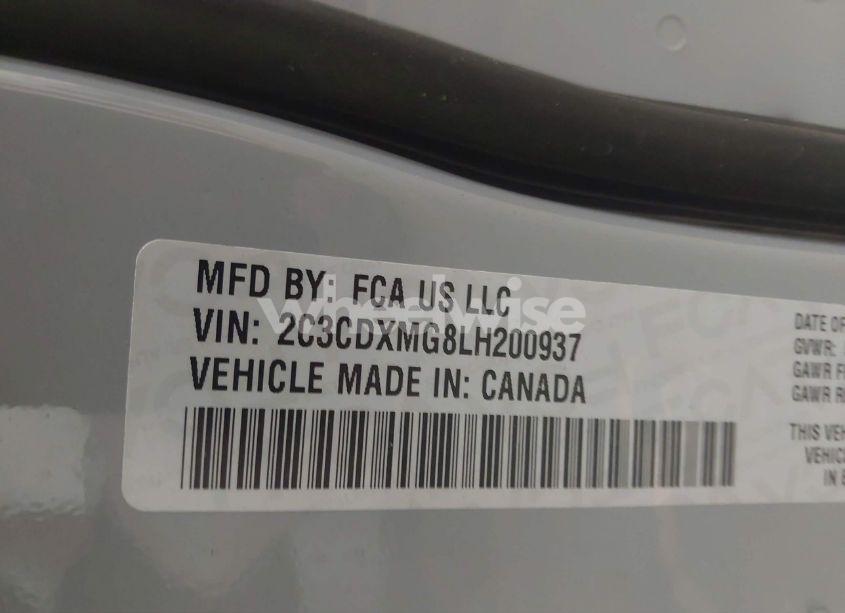 MFD BY: FCA US LLC
wheelwise
VIN: 2C3CDXMG8LH200937
VEHICLE MADE IN: CANADA
DATE OF
GVWR:
GAWR F
GAWR R
THIS VEH
VEHIC
IN